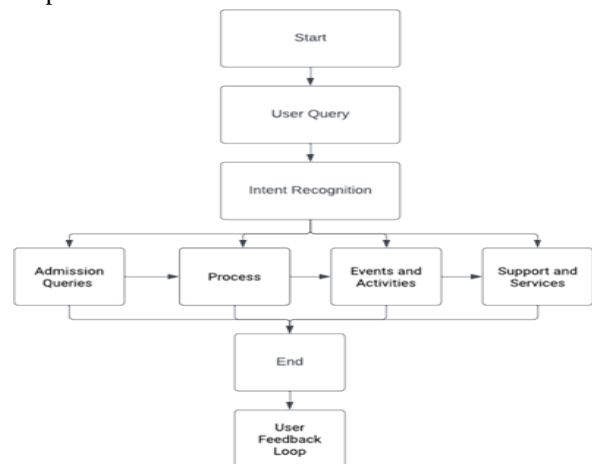 Start
User Query
Intent Recognition
Admission
Queries
Process
Events and
Activities
Support and
Services
End
User
Feedback
Loop